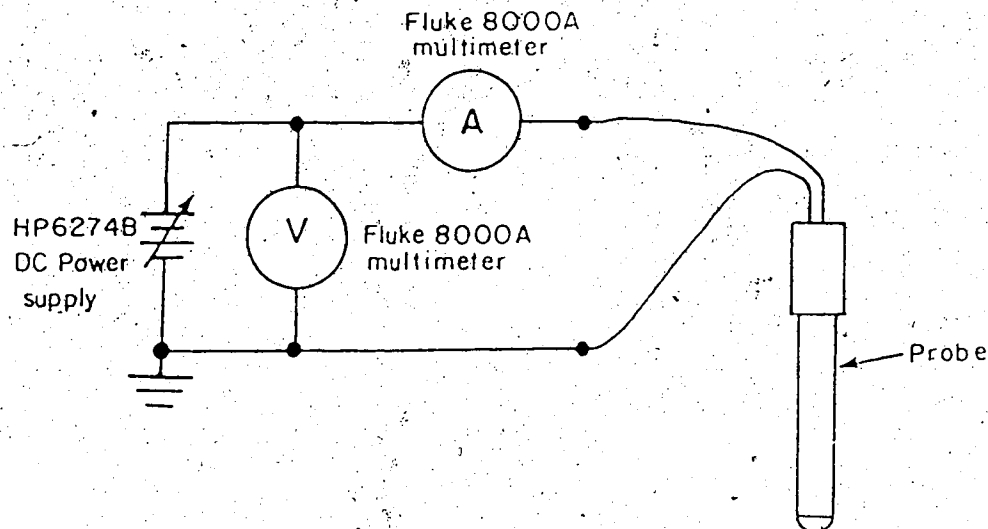 Fluke 8000A
multimeter
A
HP6274B
DC Power
supply
V
Fluke 8000A
multimeter
Probe